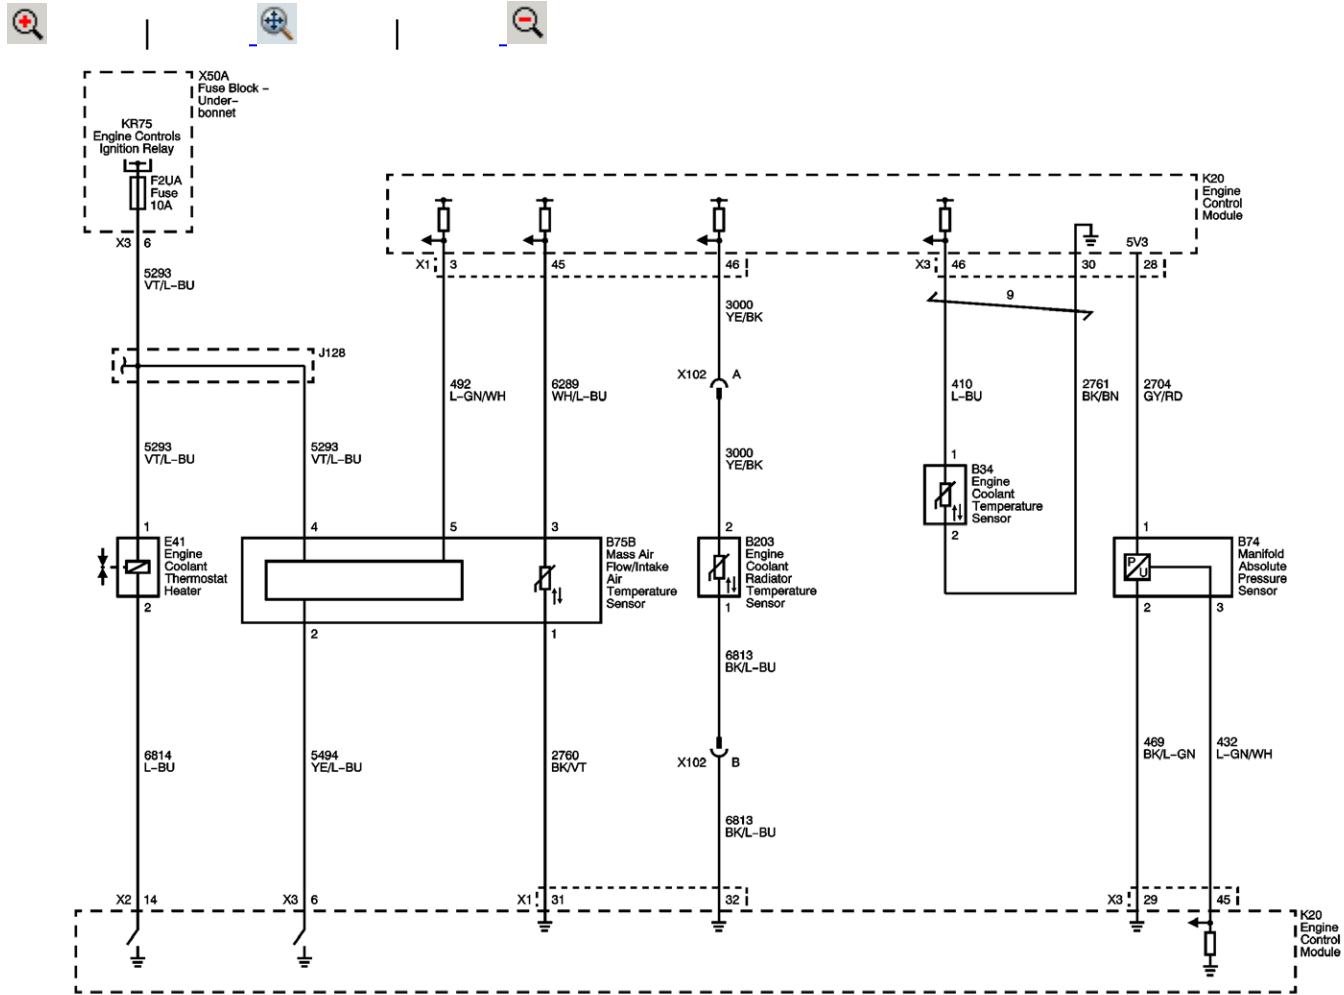 X50A
Fuse Block –
Under–
bonnet
KR75
Engine Controls
Ignition Relay
F2UA
Fuse
10A
X3 6
5293
VT/L–BU
J128
5293
VT/L–BU
5293
VT/L–BU
K20
Engine
Control
Module
5V3
X1 3 45 46 X3 46 30 28
9
3000
YE/BK
X102 A
492
L–GN/WH
6289
WH/L–BU
410
L–BU
2761
BK/BN
2704
GY/RD
3000
YE/BK
1
B34
Engine
Coolant
Temperature
Sensor
2
1 4 5 3 2 1
E41
Engine
Coolant
Thermostat
Heater
B75B
Mass Air
Flow/Intake
Air
Temperature
Sensor
B203
Engine
Coolant
Radiator
Temperature
Sensor
P
U
B74
Manifold
Absolute
Pressure
Sensor
2 2 1 1 2 3
6813
BK/L–BU
6814
L–BU
5494
YE/L–BU
2760
BK/VT
X102 B
469
BK/L–GN
432
L–GN/WH
6813
BK/L–BU
X2 14 X3 6 X1 31 32 X3 29 45
K20
Engine
Control
Module